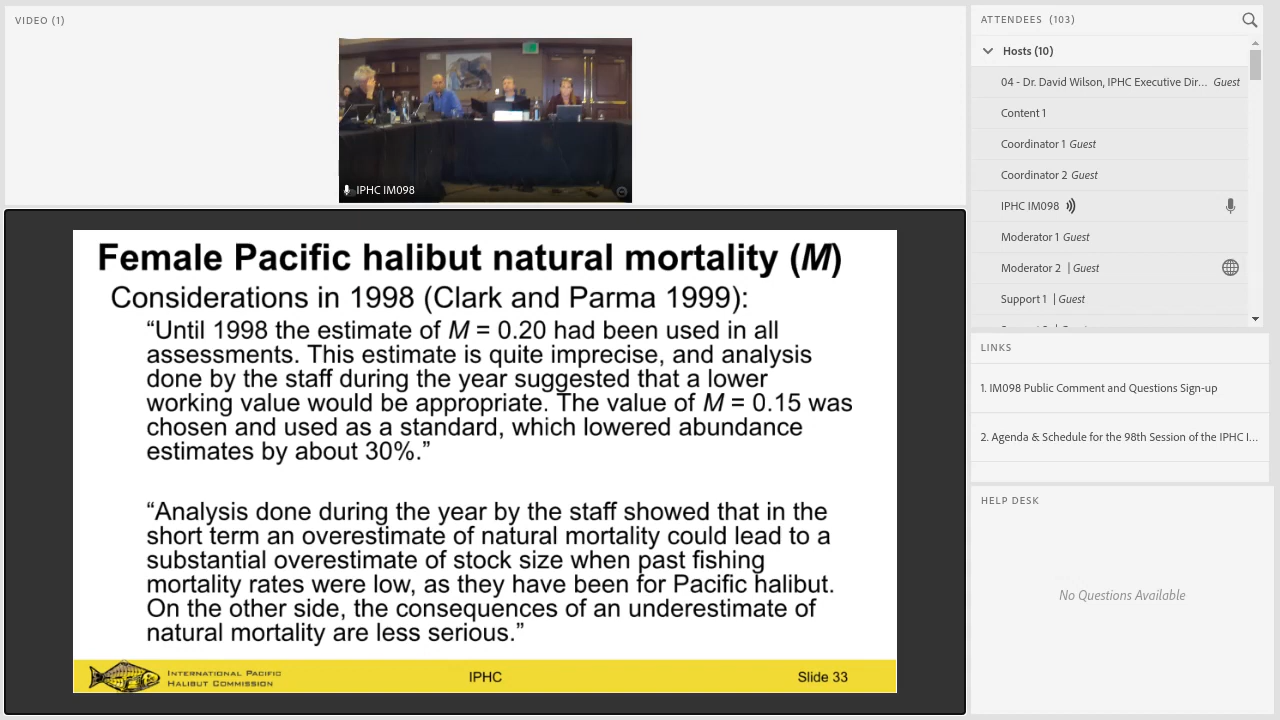 VIDEO (1)
IPHC IM098
Female Pacific halibut natural mortality (M)
Considerations in 1998 (Clark and Parma 1999):
“Until 1998 the estimate of M = 0.20 had been used in all
assessments. This estimate is quite imprecise, and analysis
done by the staff during the year suggested that a lower
working value would be appropriate. The value of M = 0.15 was
chosen and used as a standard, which lowered abundance
estimates by about 30%.”
“Analysis done during the year by the staff showed that in the
short term an overestimate of natural mortality could lead to a
substantial overestimate of stock size when past fishing
mortality rates were low, as they have been for Pacific halibut.
On the other side, the consequences of an underestimate of
natural mortality are less serious.”
INTERNATIONAL PACIFIC
HALIBUT COMMISSION
IPHC
Slide 33
ATTENDEES (103)
Hosts (10)
04 - Dr. David Wilson, IPHC Executive Dir... Guest
Content 1
Coordinator 1 Guest
Coordinator 2 Guest
IPHC IM098
Moderator 1 Guest
Moderator 2 | Guest
Support 1 | Guest
LINKS
1. IM098 Public Comment and Questions Sign-up
2. Agenda & Schedule for the 98th Session of the IPHC I...
HELP DESK
No Questions Available